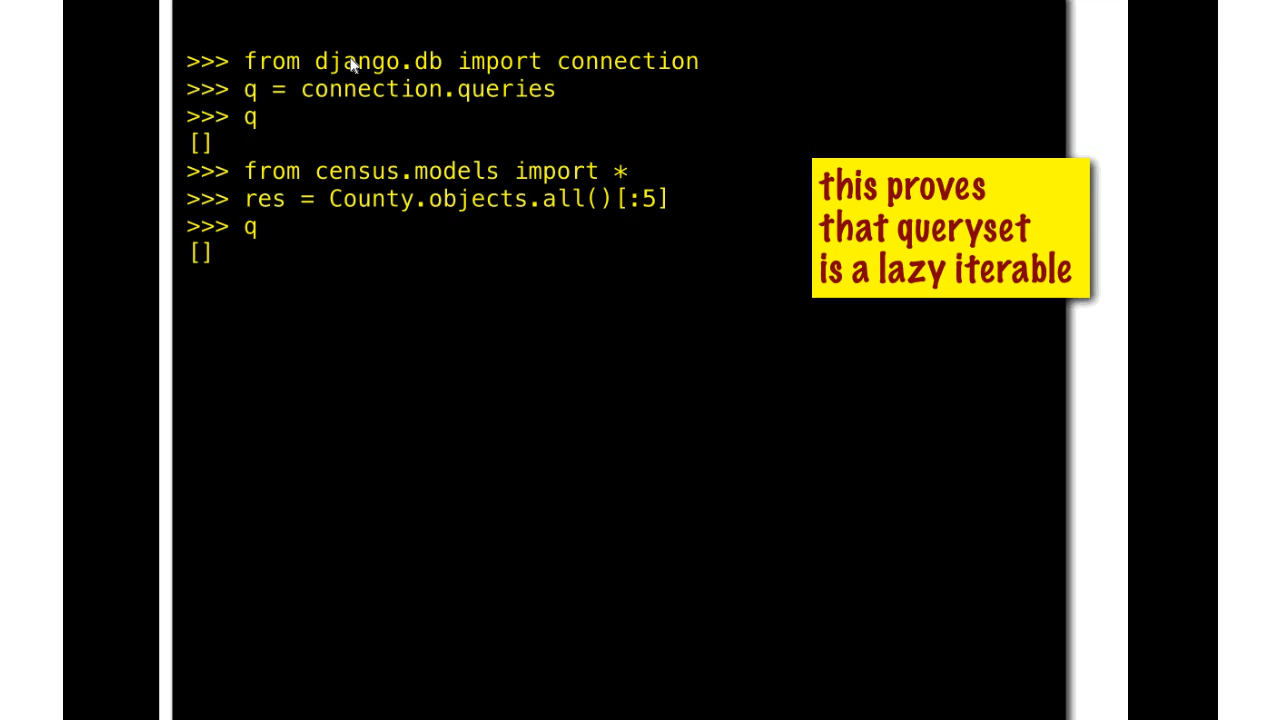 >>> from django.db import connection
>>> q = connection.queries
>>> q
[]
>>> from census.models import *
>>> res = County.objects.all()[:5]
>>> q
[]
this proves
that queryset
is a lazy iterable